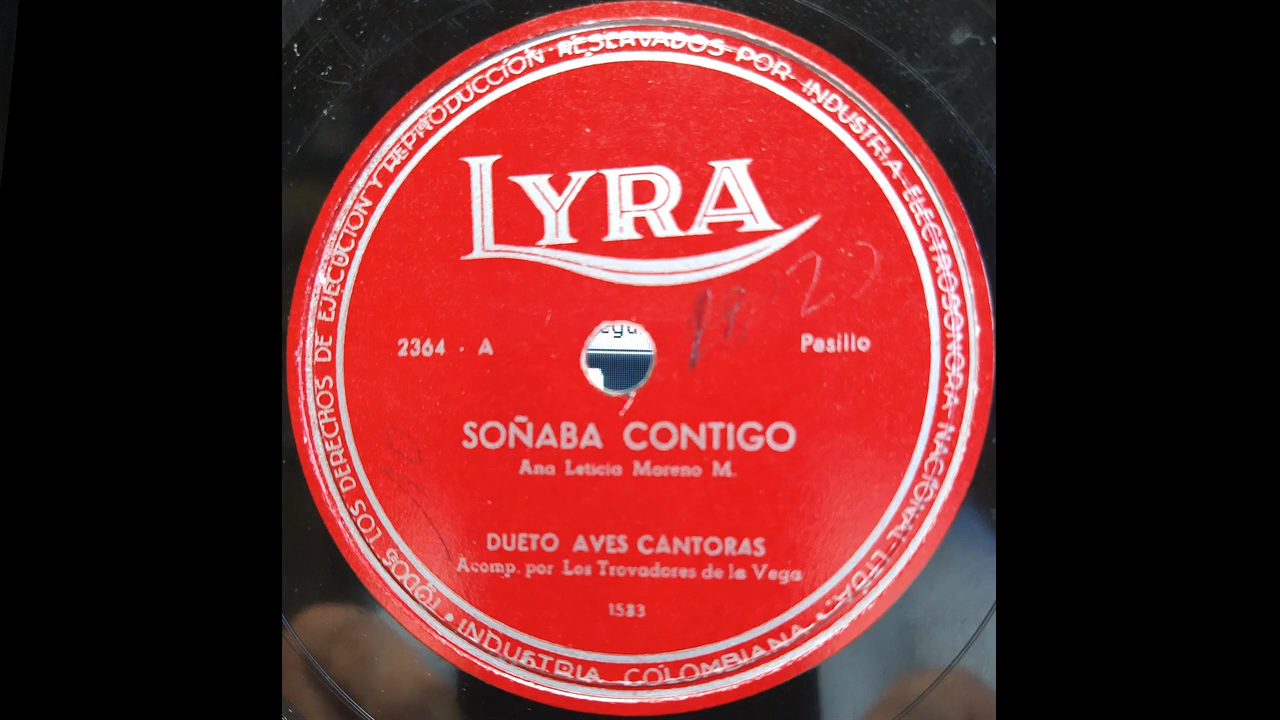 TODOS LOS DERECHOS DE EJECUCION Y REPRODUCCIÓN RESERVADOS POR INDUSTRIA ELECTROSONORA NACIONAL LTDA. • INDUSTRIA COLOMBIANA •
LYRA
2364 - A
Pasillo
SOÑABA CONTIGO
Ana Leticia Moreno M.
DUETO AVES CANTORAS
Acomp. por Los Trovadores de la Vega
1583